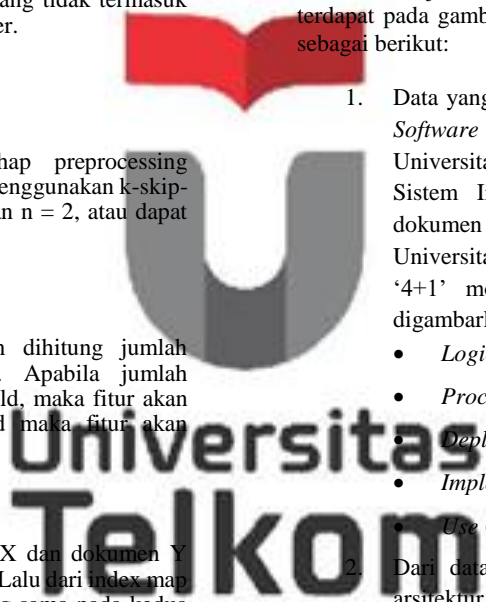 yang tidak termasuk
er.
hap preprocessing
enggunakan k-skip-
n n = 2, atau dapat
dihitung jumlah
Apabila jumlah
ld, maka fitur akan
maka fitur akan
X dan dokumen Y
Lalu dari index map
sama pada kedua
terdapat pada gamb
sebagai berikut:
1. Data yang
Software
Universita
Sistem I
dokumen
Universita
‘4+1’ mo
digambarl
• Logi
• Proc
• Depl
• Impl
• Use
2. Dari data
arsitektur
Universitas
Telkom